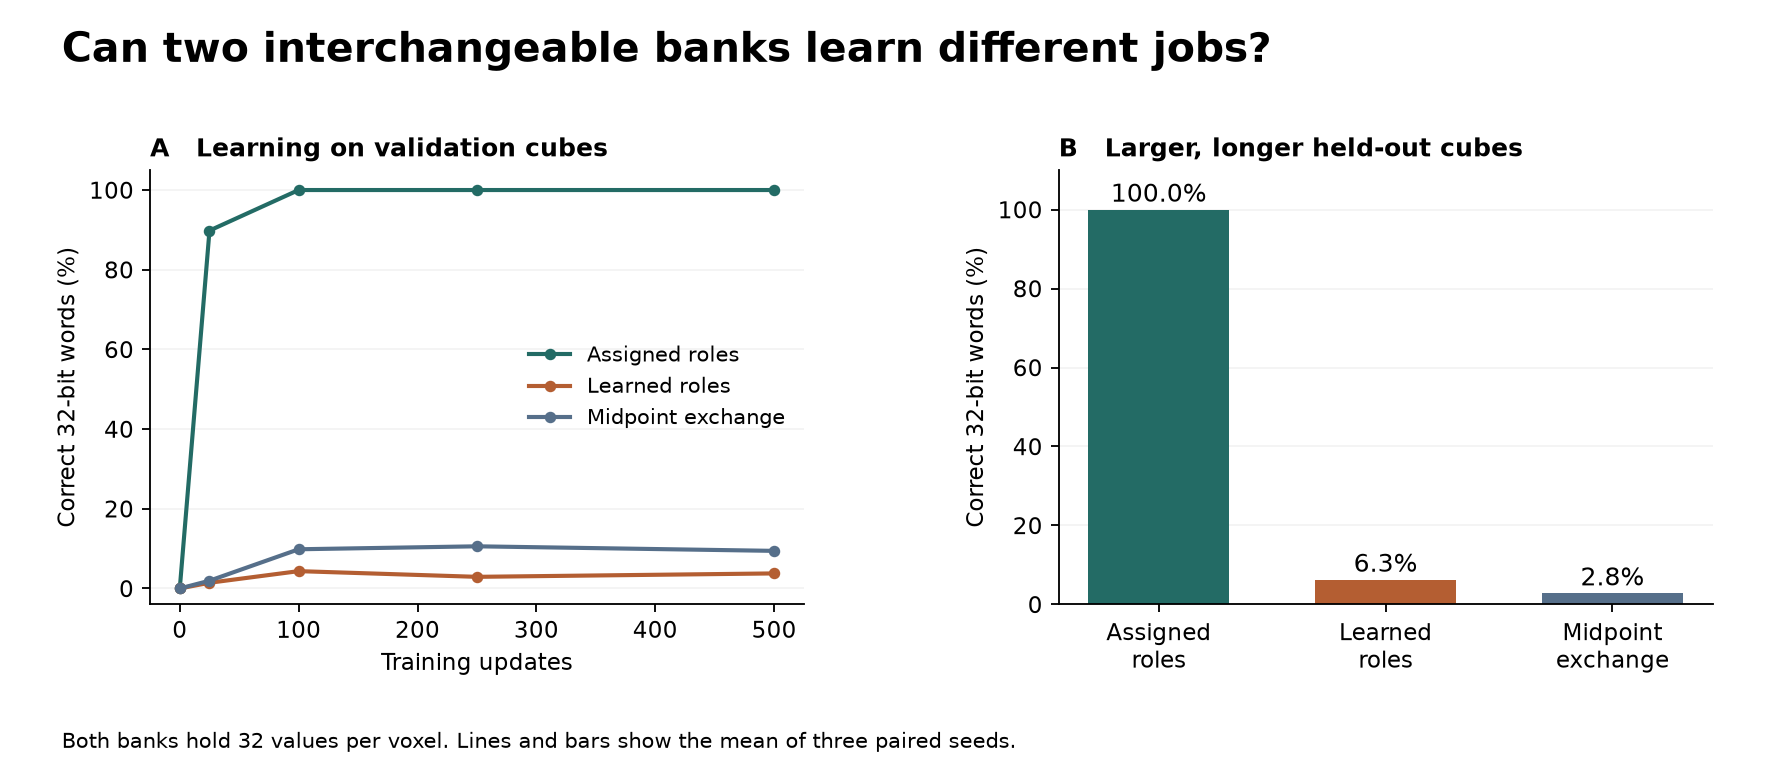 Can two interchangeable banks learn different jobs?
A Learning on validation cubes
Correct 32-bit words (%)
100
80
60
40
20
0
Assigned roles
Learned roles
Midpoint exchange
0 100 200 300 400 500
Training updates
B Larger, longer held-out cubes
Correct 32-bit words (%)
100
80
60
40
20
0
100.0%
6.3%
2.8%
Assigned roles
Learned roles
Midpoint exchange
Both banks hold 32 values per voxel. Lines and bars show the mean of three paired seeds.